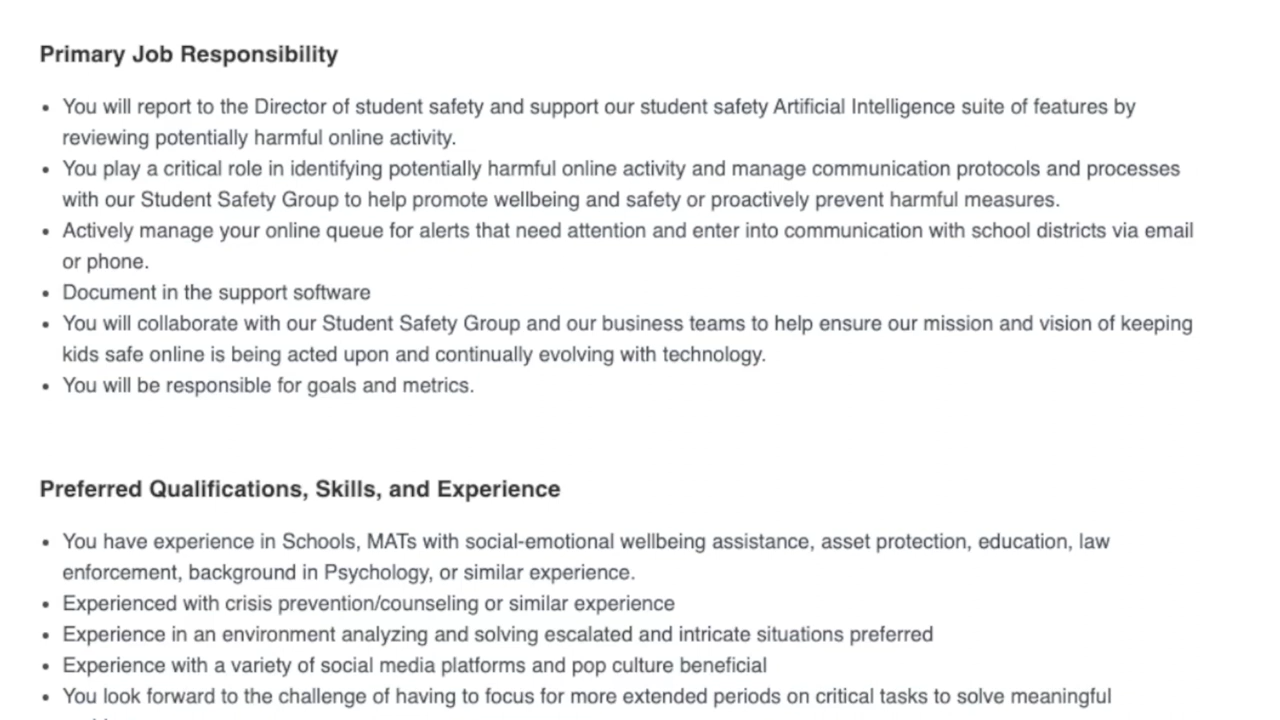 Primary Job Responsibility
• You will report to the Director of student safety and support our student safety Artificial Intelligence suite of features by
reviewing potentially harmful online activity.
• You play a critical role in identifying potentially harmful online activity and manage communication protocols and processes
with our Student Safety Group to help promote wellbeing and safety or proactively prevent harmful measures.
• Actively manage your online queue for alerts that need attention and enter into communication with school districts via email
or phone.
• Document in the support software
• You will collaborate with our Student Safety Group and our business teams to help ensure our mission and vision of keeping
kids safe online is being acted upon and continually evolving with technology.
• You will be responsible for goals and metrics.
Preferred Qualifications, Skills, and Experience
• You have experience in Schools, MATs with social-emotional wellbeing assistance, asset protection, education, law
enforcement, background in Psychology, or similar experience.
• Experienced with crisis prevention/counseling or similar experience
• Experience in an environment analyzing and solving escalated and intricate situations preferred
• Experience with a variety of social media platforms and pop culture beneficial
• You look forward to the challenge of having to focus for more extended periods on critical tasks to solve meaningful